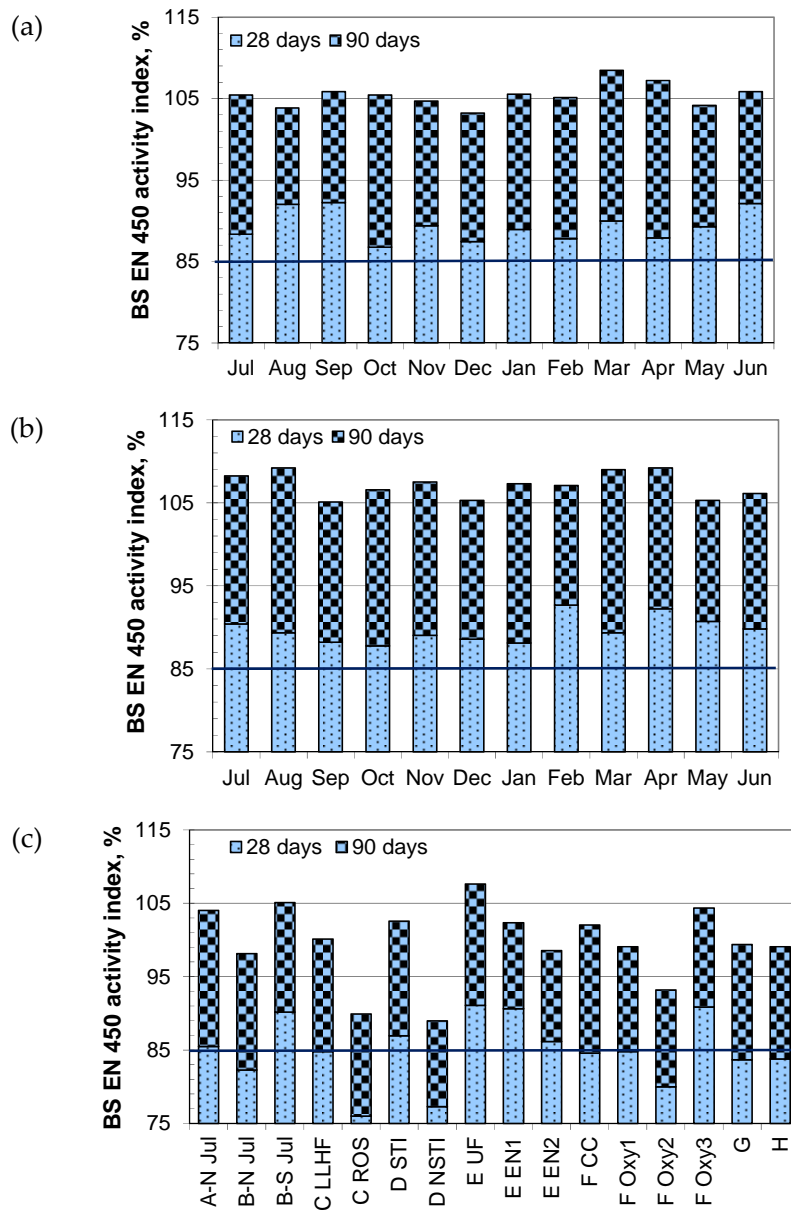 (a)
BS EN 450 activity index, %
115
105
95
85
75
28 days 90 days
Jul Aug Sep Oct Nov Dec Jan Feb Mar Apr May Jun
(b)
BS EN 450 activity index, %
115
105
95
85
75
28 days 90 days
Jul Aug Sep Oct Nov Dec Jan Feb Mar Apr May Jun
(c)
BS EN 450 activity index, %
115
105
95
85
75
28 days 90 days
A-N Jul
B-N Jul
B-S Jul
C LLHF
C ROS
D STI
D NSTI
E UF
E EN1
E EN2
F CC
F Oxy1
F Oxy2
F Oxy3
G
H